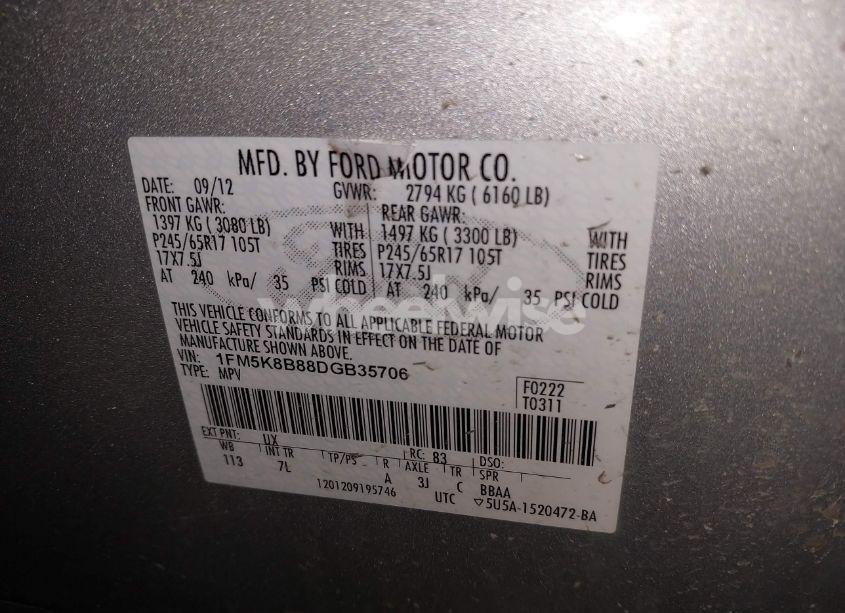 MFD. BY FORD MOTOR CO.
DATE: 09/12 GVWR: 2794 KG ( 6160 LB)
FRONT GAWR: REAR GAWR:
1397 KG ( 3080 LB) WITH 1497 KG ( 3300 LB) WITH
P245/65R17 105T TIRES P245/65R17 105T TIRES
17X7.5J RIMS 17X7.5J RIMS
AT 240 kPa/ 35 PSI COLD AT 240 kPa/ 35 PSI COLD
wheelwise
THIS VEHICLE CONFORMS TO ALL APPLICABLE FEDERAL MOTOR
VEHICLE SAFETY STANDARDS IN EFFECT ON THE DATE OF
MANUFACTURE SHOWN ABOVE.
VIN: 1FM5K8B88DGB35706
TYPE: MPV
F0222
T0311
EXT PNT: UX RC: 83 DSO:
WB INT TR TP/PS R AXLE TR SPR
113 7L A 3J C BBAA
1201209195746 UTC ▽5U5A-1520472-BA